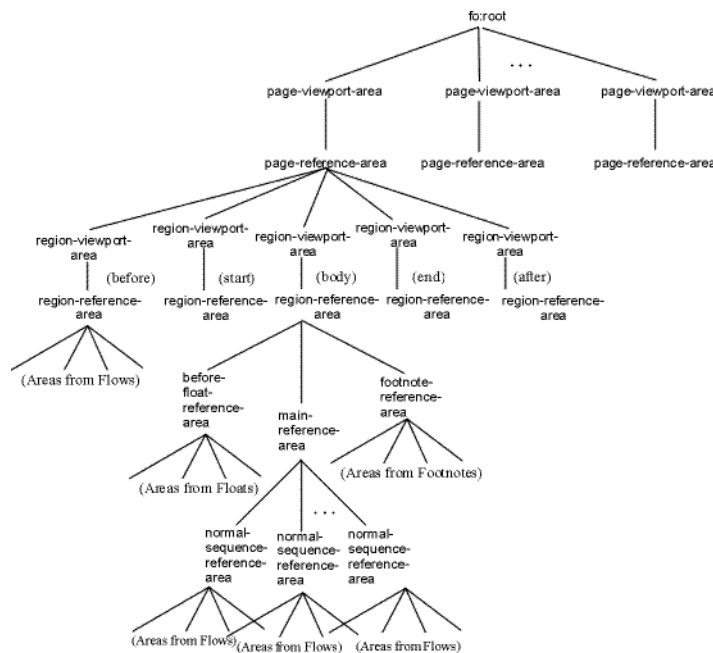 fo:root
. . .
page-viewport-area page-viewport-area page-viewport-area
page-reference-area page-reference-area page-reference-area
region-viewport-
area
region-viewport-
area
region-viewport-
area
region-viewport-
area
region-viewport-
area
(before) (start) (body) (end) (after)
region-reference-
area
region-reference-
area
region-reference-
area
region-reference-
area
region-reference-
area
(Areas from Flows)
before-
float-
reference-
area
main-
reference-
area
footnote-
reference-
area
(Areas from Floats)
(Areas from Footnotes)
. . .
normal-
sequence-
reference-
area
normal-
sequence-
reference-
area
normal-
sequence-
reference-
area
(Areas from Flows) (Areas from Flows) (Areas from Flows)